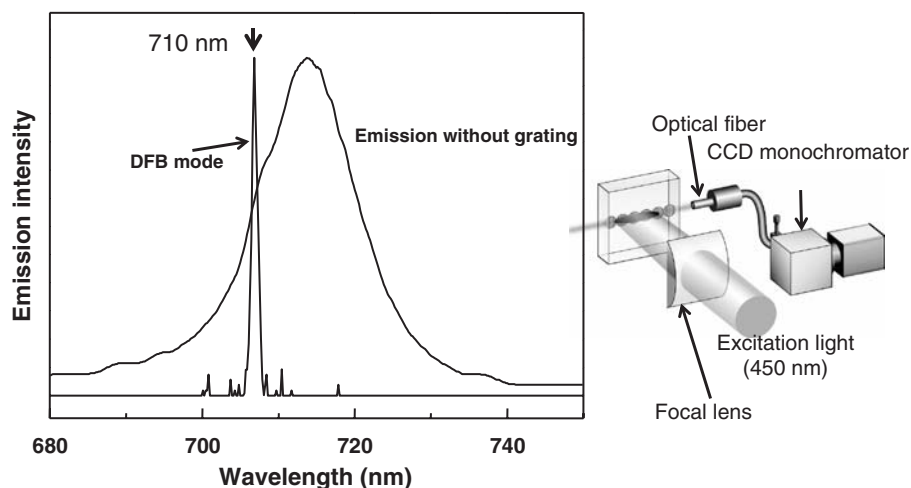 710 nm
Emission without grating
DFB mode
Emission intensity
680
700
720
740
Wavelength (nm)
Optical fiber
CCD monochromator
Excitation light
(450 nm)
Focal lens